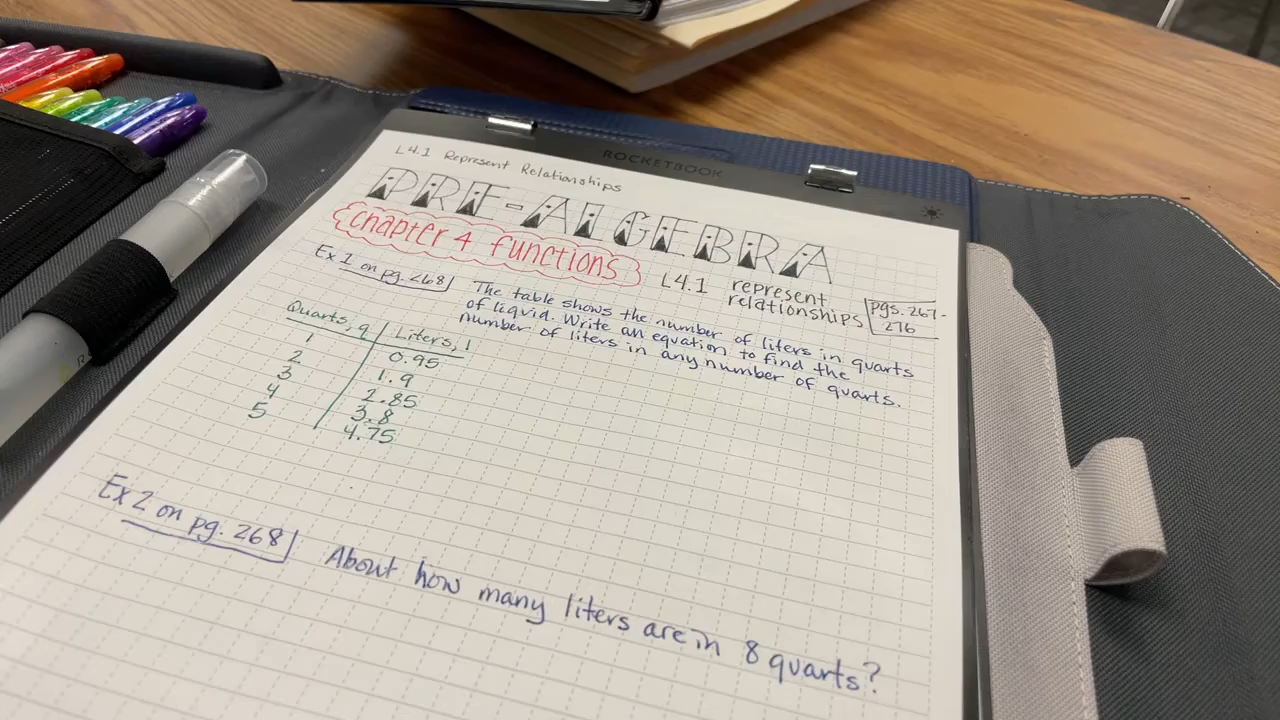 ROCKETBOOK
L4.1 Represent Relationships
PRE-ALGEBRA
Chapter 4 functions
L4.1 represent
relationships
pgs. 267-
276
Ex 1 on pg. 268
The table shows the number of liters in quarts
of liquid. Write an equation to find the
number of liters in any number of quarts.
Quarts, q Liters, l
1 0.95
2 1.9
3 2.85
4 3.8
5 4.75
Ex 2 on pg. 268
About how many liters are in 8 quarts?